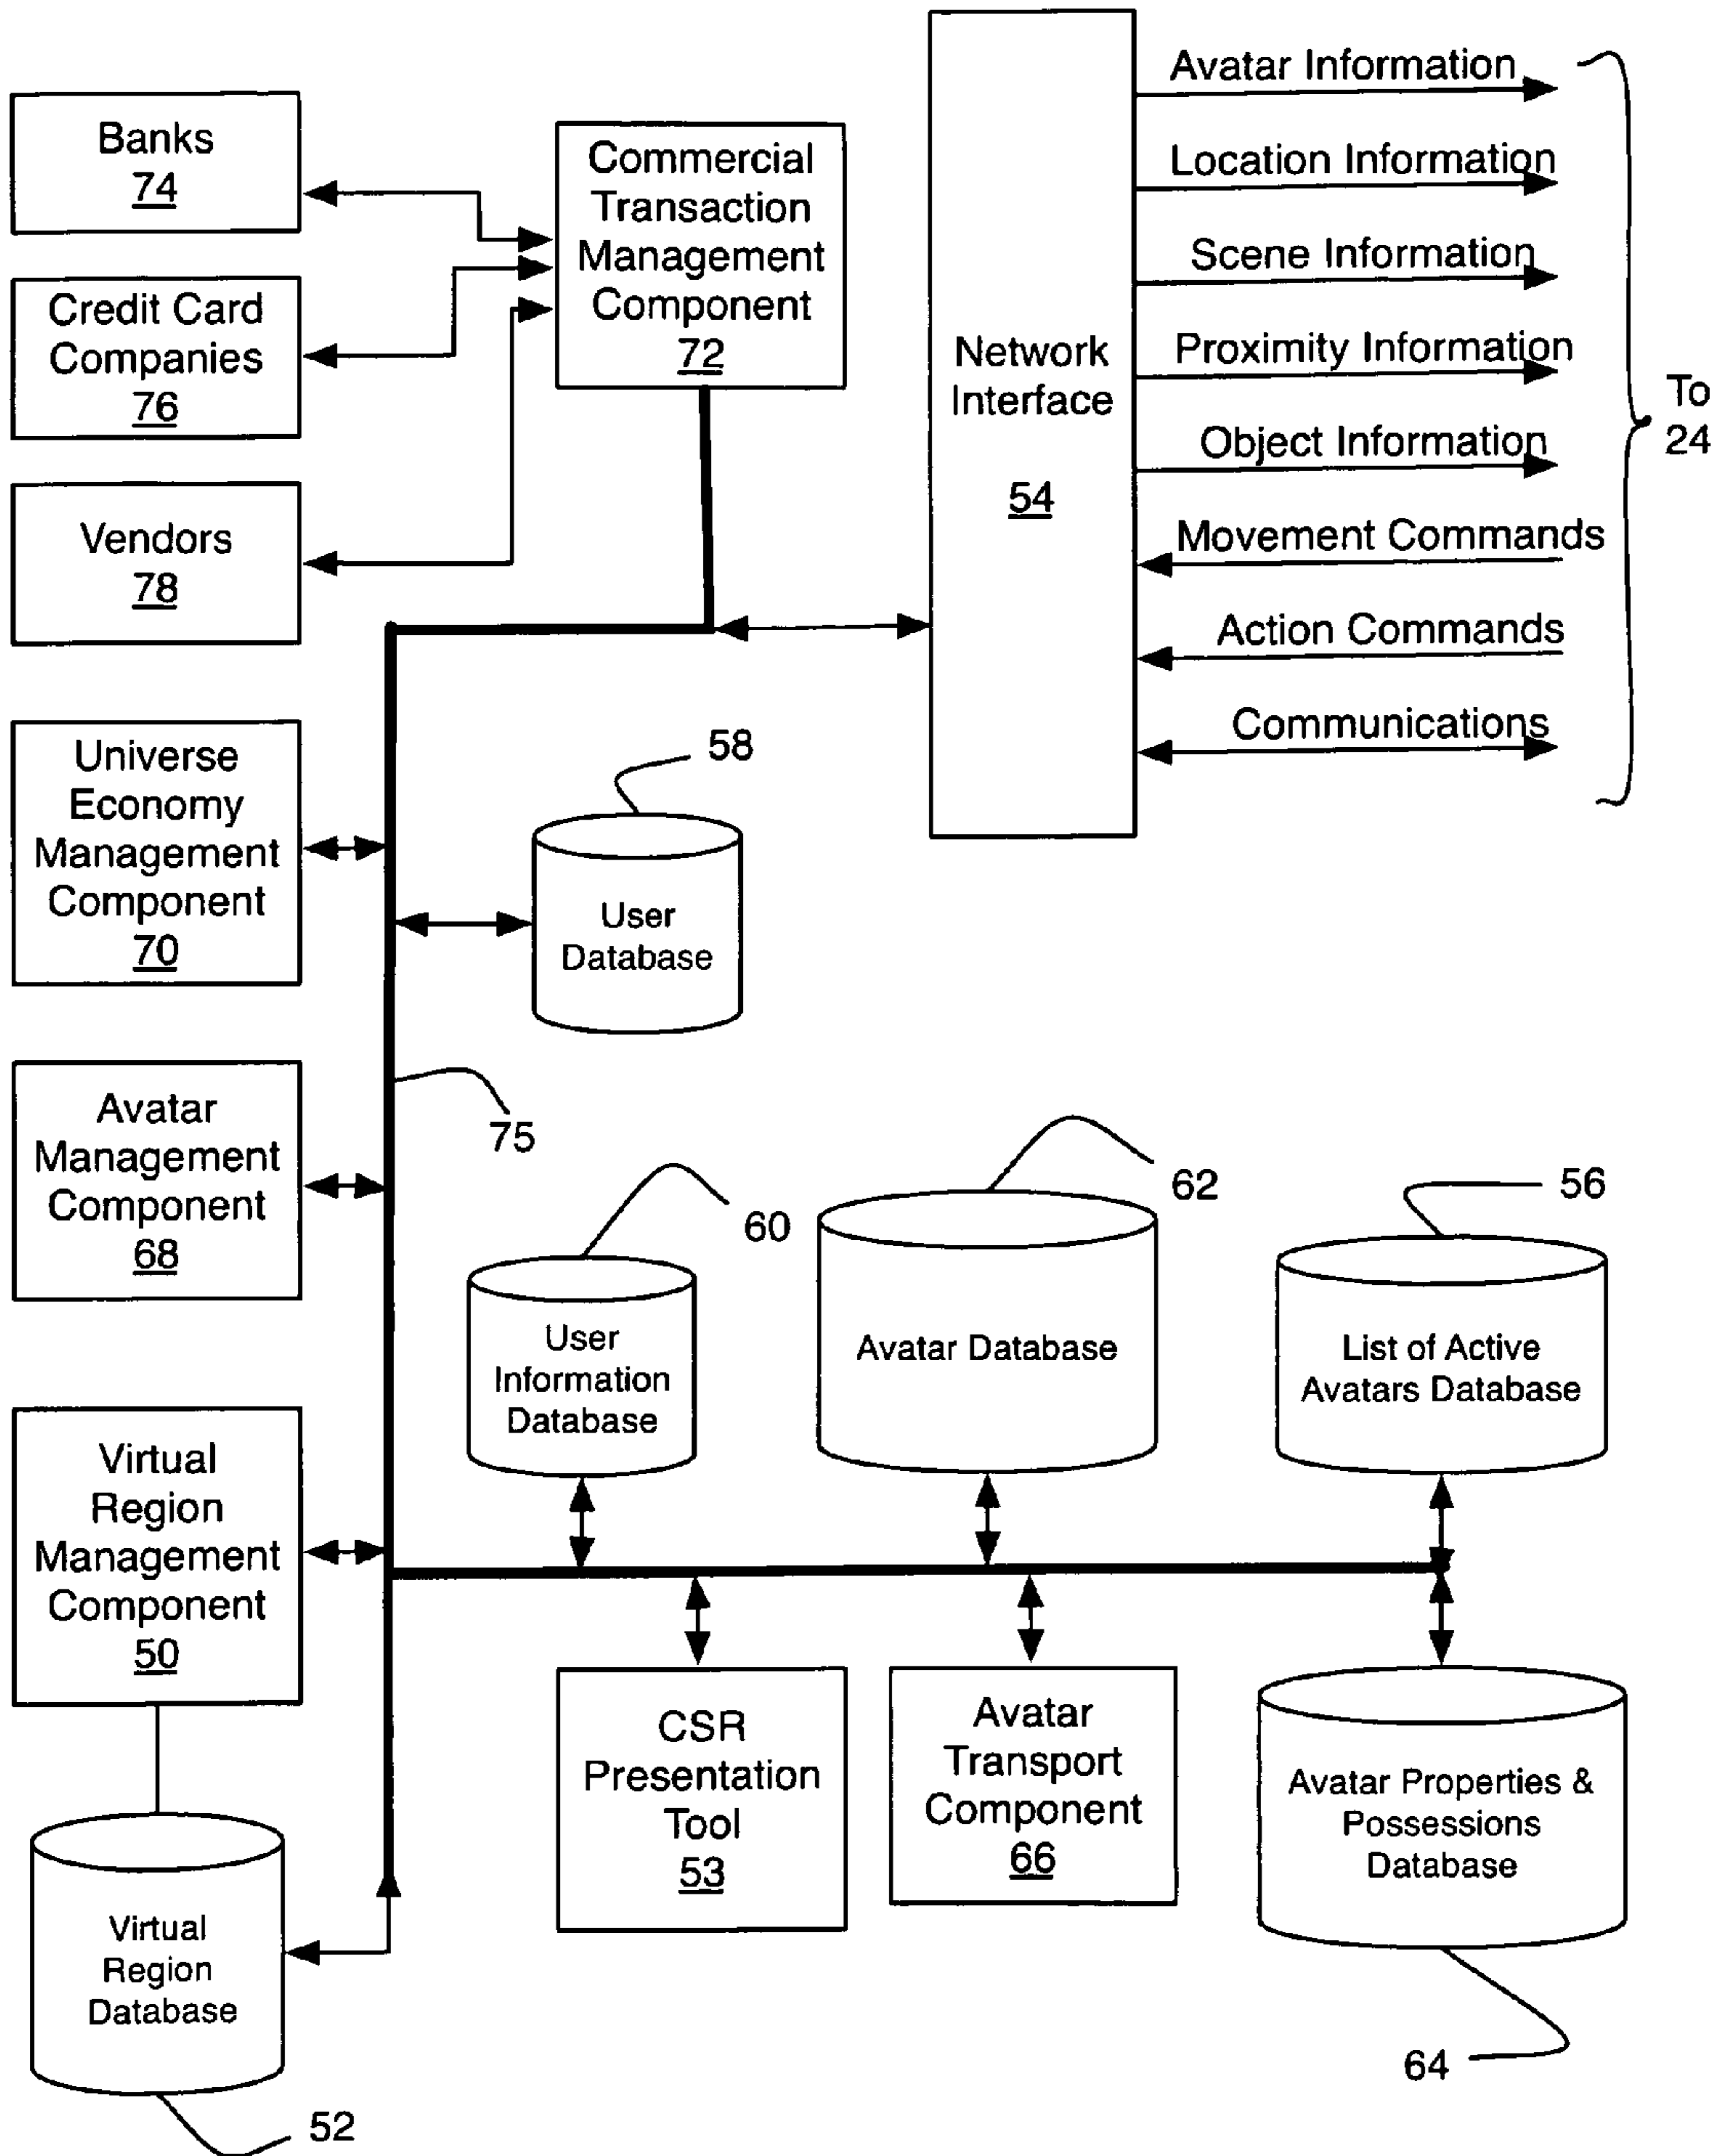 Banks
74
Credit Card
Companies
76
Vendors
78
Commercial
Transaction
Management
Component
72
Network
Interface
54
Avatar Information
Location Information
Scene Information
Proximity Information
Object Information
Movement Commands
Action Commands
Communications
To
24
Universe
Economy
Management
Component
70
58
User
Database
Avatar
Management
Component
68
75
60
User
Information
Database
62
Avatar Database
56
List of Active
Avatars Database
Virtual
Region
Management
Component
50
CSR
Presentation
Tool
53
Avatar
Transport
Component
66
Avatar Properties &
Possessions
Database
64
Virtual
Region
Database
52